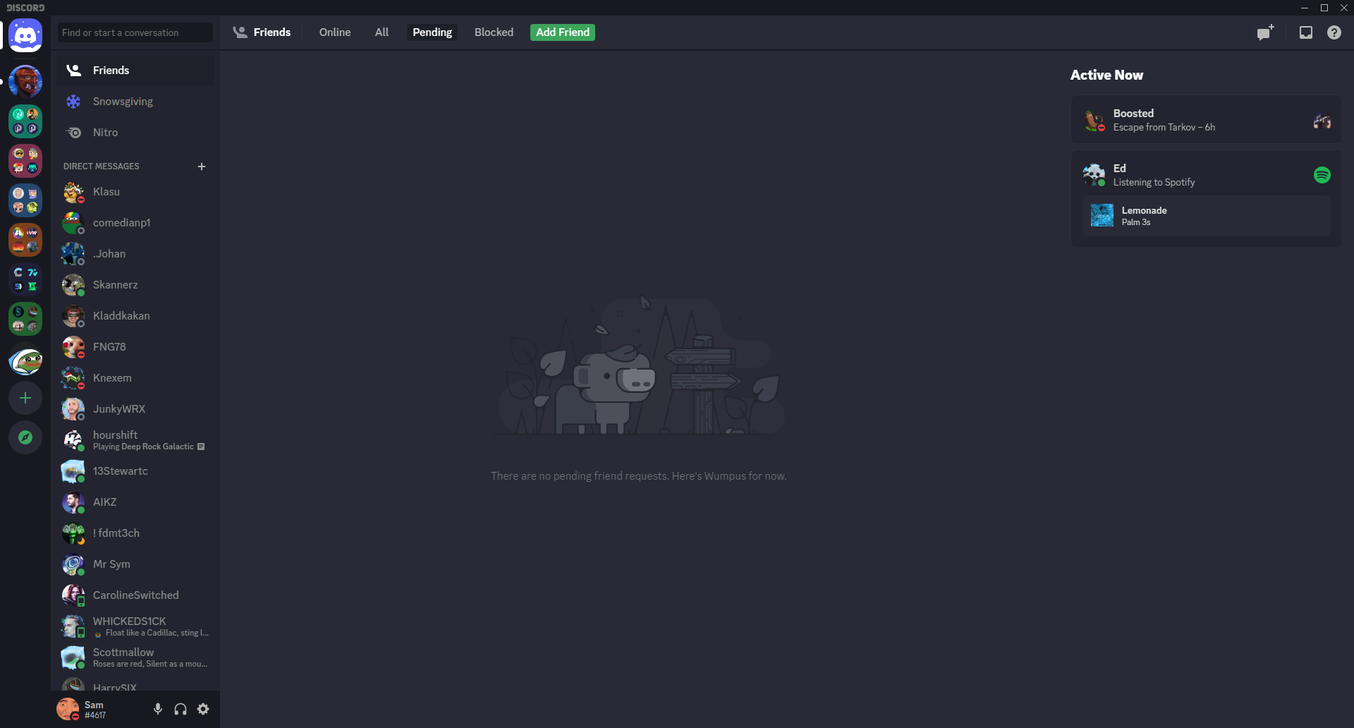 DISCORD
Find or start a conversation
Friends
Online
All
Pending
Blocked
Add Friend
Friends
Snowsgiving
Nitro
DIRECT MESSAGES
Klasu
comedianp1
.Johan
Skannerz
Kladdkakan
FNG78
Knexem
JunkyWRX
hourshift
Playing Deep Rock Galactic
13Stewartc
AIKZ
! fdmt3ch
Mr Sym
CarolineSwitched
WHICKEDS1CK
Float like a Cadillac, sting l...
Scottmallow
Roses are red, Silent as a mou...
HarrySIX
Sam
#4617
There are no pending friend requests. Here's Wumpus for now.
Active Now
Boosted
Escape from Tarkov – 6h
Ed
Listening to Spotify
Lemonade
Palm 3s